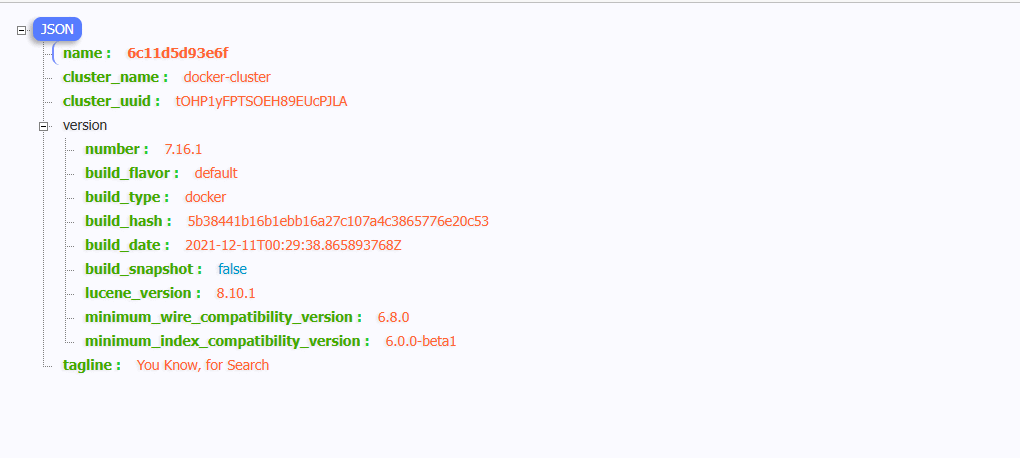 JSON
name : 6c11d5d93e6f
cluster_name : docker-cluster
cluster_uuid : tOHP1yFPTSOEH89EUcPJLA
version
number : 7.16.1
build_flavor : default
build_type : docker
build_hash : 5b38441b16b1ebb16a27c107a4c3865776e20c53
build_date : 2021-12-11T00:29:38.865893768Z
build_snapshot : false
lucene_version : 8.10.1
minimum_wire_compatibility_version : 6.8.0
minimum_index_compatibility_version : 6.0.0-beta1
tagline : You Know, for Search